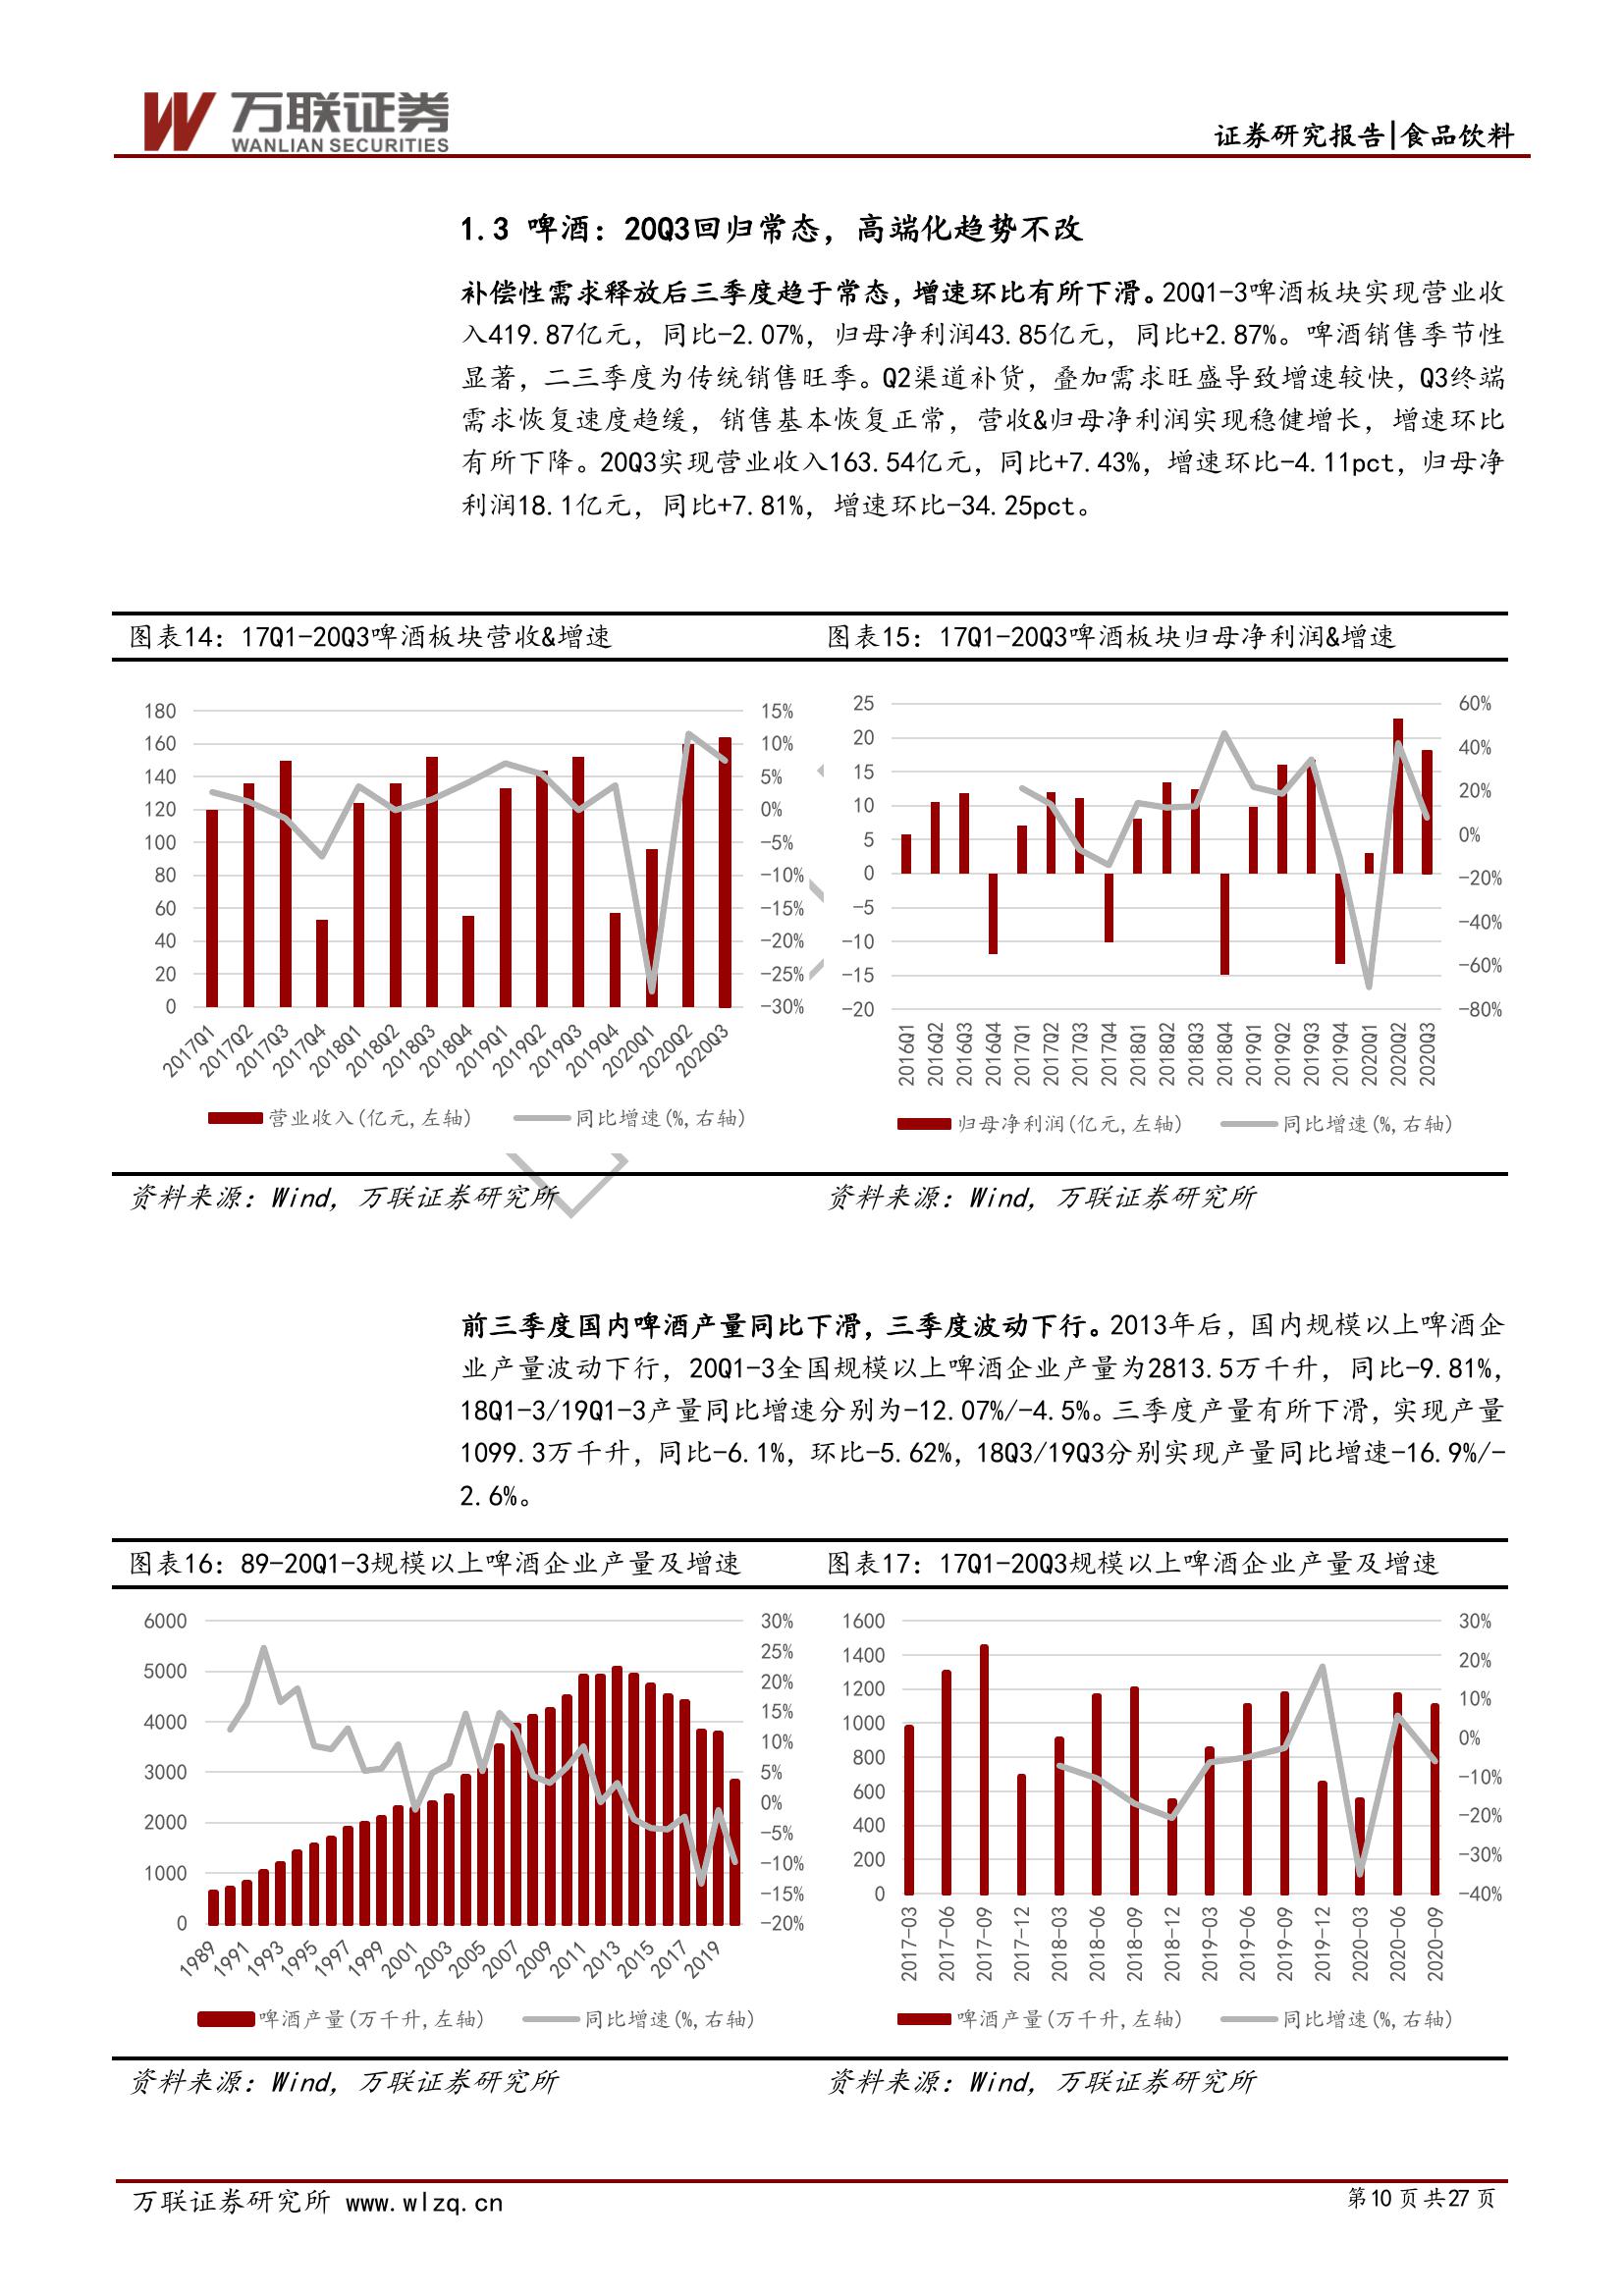 万联证券
WANLIAN SECURITIES
证券研究报告|食品饮料
1.3 啤酒：20Q3回归常态，高端化趋势不改
补偿性需求释放后三季度趋于常态，增速环比有所下滑。20Q1-3啤酒板块实现营业收
入419.87亿元，同比-2.07%，归母净利润43.85亿元，同比+2.87%。啤酒销售季节性
显著，二三季度为传统销售旺季。Q2渠道补货，叠加需求旺盛导致增速较快，Q3终端
需求恢复速度趋缓，销售基本恢复正常，营收&归母净利润实现稳健增长，增速环比
有所下降。20Q3实现营业收入163.54亿元，同比+7.43%，增速环比-4.11pct，归母净
利润18.1亿元，同比+7.81%，增速环比-34.25pct。
图表14：17Q1-20Q3啤酒板块营收&增速
180
160
140
120
100
80
60
40
20
0
15%
10%
5%
0%
-5%
-10%
-15%
-20%
-25%
-30%
2017Q1
2017Q2
2017Q3
2017Q4
2018Q1
2018Q2
2018Q3
2018Q4
2019Q1
2019Q2
2019Q3
2019Q4
2020Q1
2020Q2
2020Q3
营业收入(亿元,左轴)
同比增速(%,右轴)
资料来源：Wind，万联证券研究所
图表15：17Q1-20Q3啤酒板块归母净利润&增速
25
20
15
10
5
0
-5
-10
-15
-20
60%
40%
20%
0%
-20%
-40%
-60%
-80%
2016Q1
2016Q2
2016Q3
2016Q4
2017Q1
2017Q2
2017Q3
2017Q4
2018Q1
2018Q2
2018Q3
2018Q4
2019Q1
2019Q2
2019Q3
2019Q4
2020Q1
2020Q2
2020Q3
归母净利润(亿元,左轴)
同比增速(%,右轴)
资料来源：Wind，万联证券研究所
前三季度国内啤酒产量同比下滑，三季度波动下行。2013年后，国内规模以上啤酒企
业产量波动下行，20Q1-3全国规模以上啤酒企业产量为2813.5万千升，同比-9.81%，
18Q1-3/19Q1-3产量同比增速分别为-12.07%/-4.5%。三季度产量有所下滑，实现产量
1099.3万千升，同比-6.1%，环比-5.62%，18Q3/19Q3分别实现产量同比增速-16.9%/-
2.6%。
图表16：89-20Q1-3规模以上啤酒企业产量及增速
6000
5000
4000
3000
2000
1000
0
30%
25%
20%
15%
10%
5%
0%
-5%
-10%
-15%
-20%
1989
1991
1993
1995
1997
1999
2001
2003
2005
2007
2009
2011
2013
2015
2017
2019
啤酒产量(万千升,左轴)
同比增速(%,右轴)
资料来源：Wind，万联证券研究所
图表17：17Q1-20Q3规模以上啤酒企业产量及增速
1600
1400
1200
1000
800
600
400
200
0
30%
20%
10%
0%
-10%
-20%
-30%
-40%
2017-03
2017-06
2017-09
2017-12
2018-03
2018-06
2018-09
2018-12
2019-03
2019-06
2019-09
2019-12
2020-03
2020-06
2020-09
啤酒产量(万千升,左轴)
同比增速(%,右轴)
资料来源：Wind，万联证券研究所
万联证券研究所 www.wlzq.cn
第10页共27页